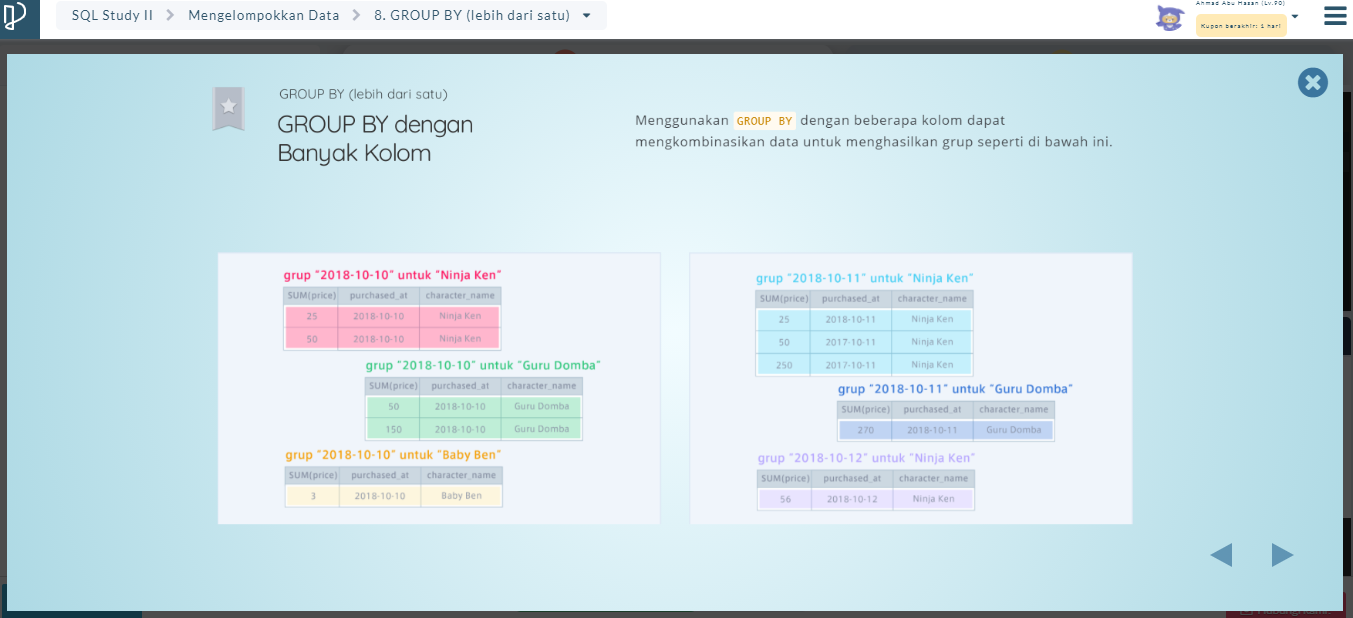 SQL Study II
Mengelompokkan Data
8. GROUP BY (lebih dari satu)
Ahmad Abu Hasan (Lv.90)
Kupon berakhir: 1 hari
GROUP BY (lebih dari satu)
GROUP BY dengan
Banyak Kolom
Menggunakan GROUP BY dengan beberapa kolom dapat
mengkombinasikan data untuk menghasilkan grup seperti di bawah ini.
grup "2018-10-10" untuk "Ninja Ken"
SUM(price) purchased_at character_name
25 2018-10-10 Ninja Ken
50 2018-10-10 Ninja Ken
grup "2018-10-10" untuk "Guru Domba"
SUM(price) purchased_at character_name
50 2018-10-10 Guru Domba
150 2018-10-10 Guru Domba
grup "2018-10-10" untuk "Baby Ben"
SUM(price) purchased_at character_name
3 2018-10-10 Baby Ben
grup "2018-10-11" untuk "Ninja Ken"
SUM(price) purchased_at character_name
25 2018-10-11 Ninja Ken
50 2017-10-11 Ninja Ken
250 2017-10-11 Ninja Ken
grup "2018-10-11" untuk "Guru Domba"
SUM(price) purchased_at character_name
270 2018-10-11 Guru Domba
grup "2018-10-12" untuk "Ninja Ken"
SUM(price) purchased_at character_name
56 2018-10-12 Ninja Ken